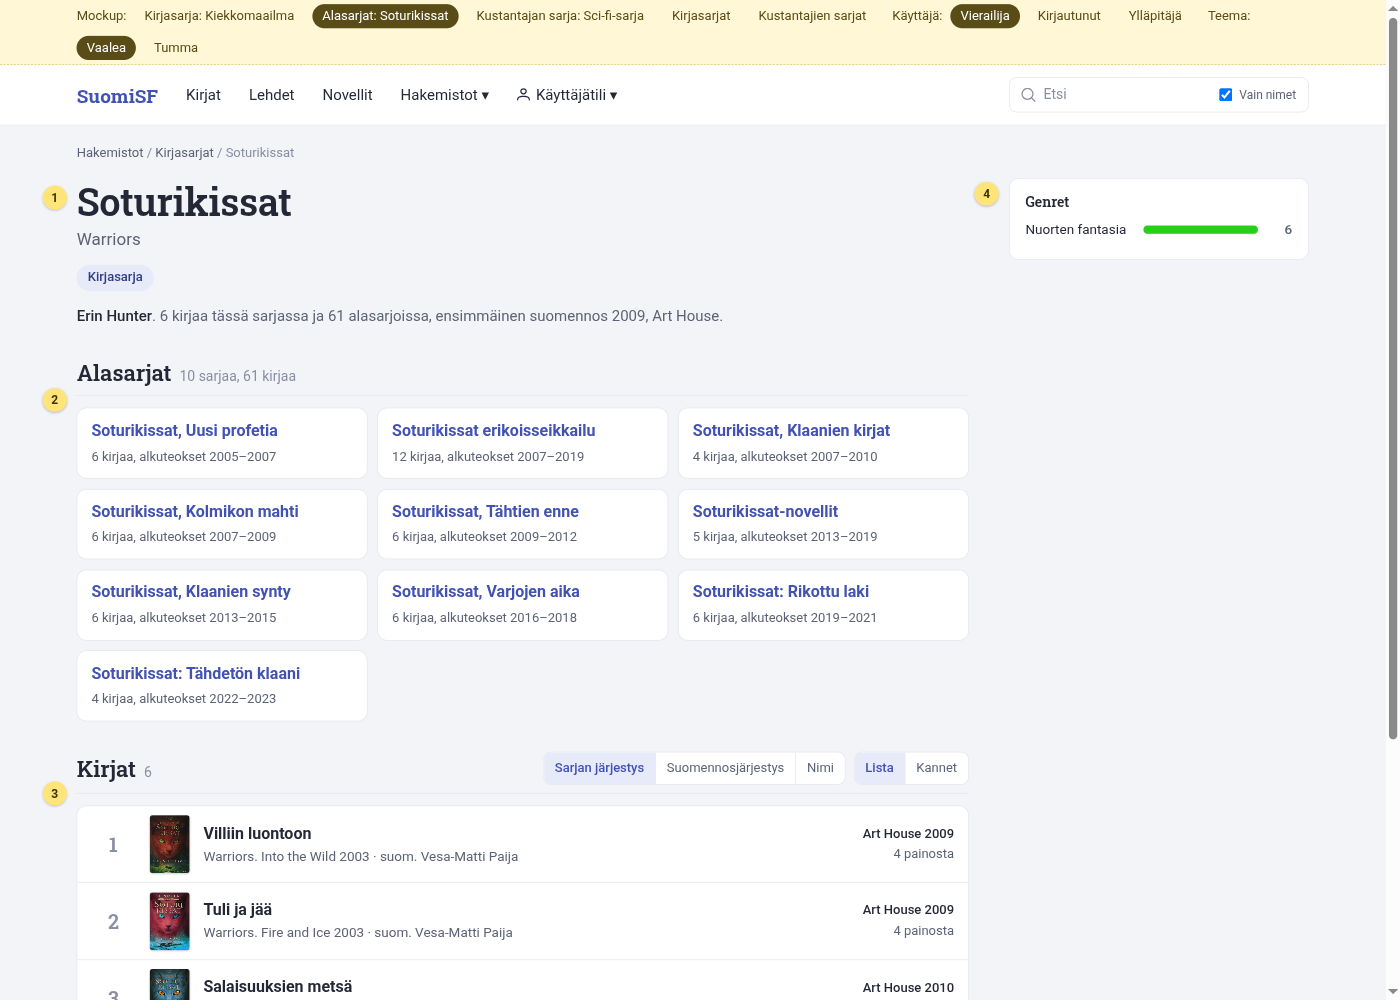 Mockup: Kirjasarja: Kiekkomaailma Alasarjat: Soturikissat Kustantajan sarja: Sci-fi-sarja Kirjasarjat Kustantajien sarjat Käyttäjä: Vierailija Kirjautunut Ylläpitäjä Teema:
Vaalea Tumma
SuomiSF Kirjat Lehdet Novellit Hakemistot ▾ Käyttäjätili ▾ Etsi Vain nimet
Hakemistot / Kirjasarjat / Soturikissat
1 Soturikissat
Warriors
Kirjasarja
Erin Hunter. 6 kirjaa tässä sarjassa ja 61 alasarjoissa, ensimmäinen suomennos 2009, Art House.
4 Genret
Nuorten fantasia 6
Alasarjat 10 sarjaa, 61 kirjaa
2
Soturikissat, Uusi profetia
6 kirjaa, alkuteokset 2005–2007
Soturikissat erikoisseikkailu
12 kirjaa, alkuteokset 2007–2019
Soturikissat, Klaanien kirjat
4 kirjaa, alkuteokset 2007–2010
Soturikissat, Kolmikon mahti
6 kirjaa, alkuteokset 2007–2009
Soturikissat, Tähtien enne
6 kirjaa, alkuteokset 2009–2012
Soturikissat-novellit
5 kirjaa, alkuteokset 2013–2019
Soturikissat, Klaanien synty
6 kirjaa, alkuteokset 2013–2015
Soturikissat, Varjojen aika
6 kirjaa, alkuteokset 2016–2018
Soturikissat: Rikottu laki
6 kirjaa, alkuteokset 2019–2021
Soturikissat: Tähdetön klaani
4 kirjaa, alkuteokset 2022–2023
Kirjat 6 Sarjan järjestys Suomennosjärjestys Nimi Lista Kannet
3
1 Villiin luontoon Art House 2009
Warriors. Into the Wild 2003 · suom. Vesa-Matti Paija 4 painosta
2 Tuli ja jää Art House 2009
Warriors. Fire and Ice 2003 · suom. Vesa-Matti Paija 4 painosta
3 Salaisuuksien metsä Art House 2010